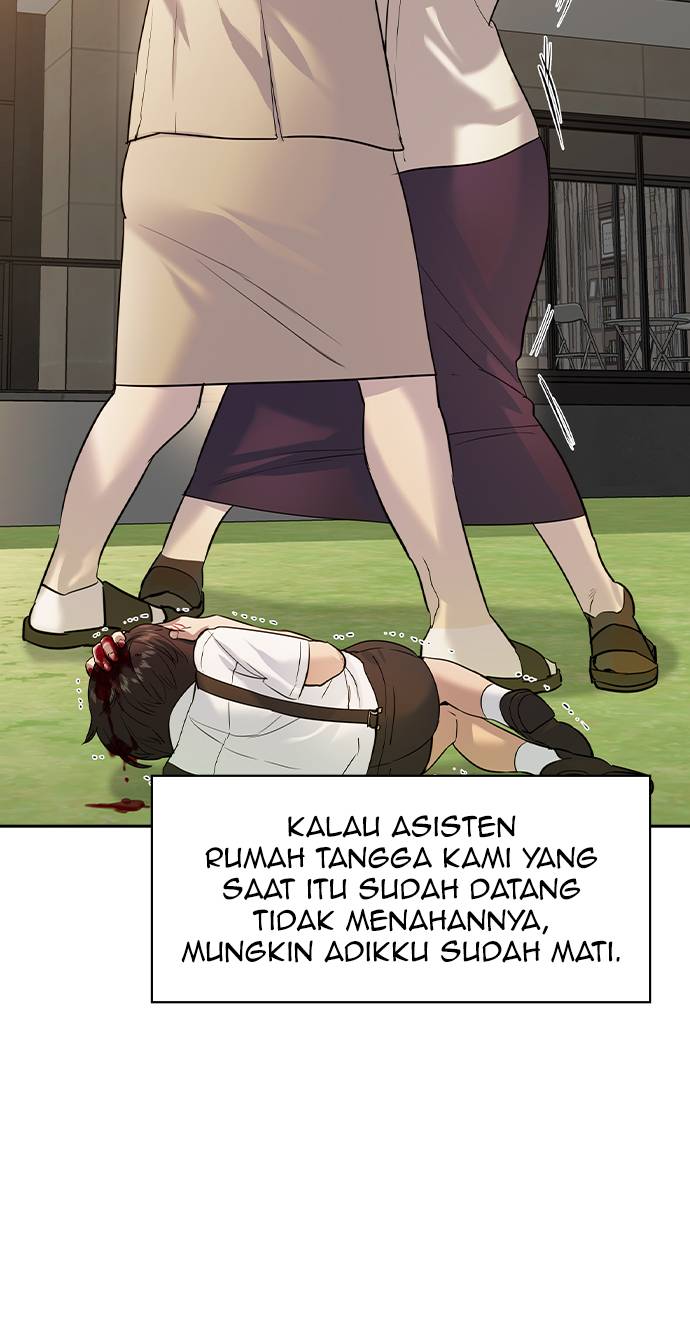 KALAU ASISTEN
RUMAH TANGGA KAMI YANG
SAAT ITU SUDAH DATANG
TIDAK MENAHANNYA,
MUNGKIN ADIKKU SUDAH MATI.